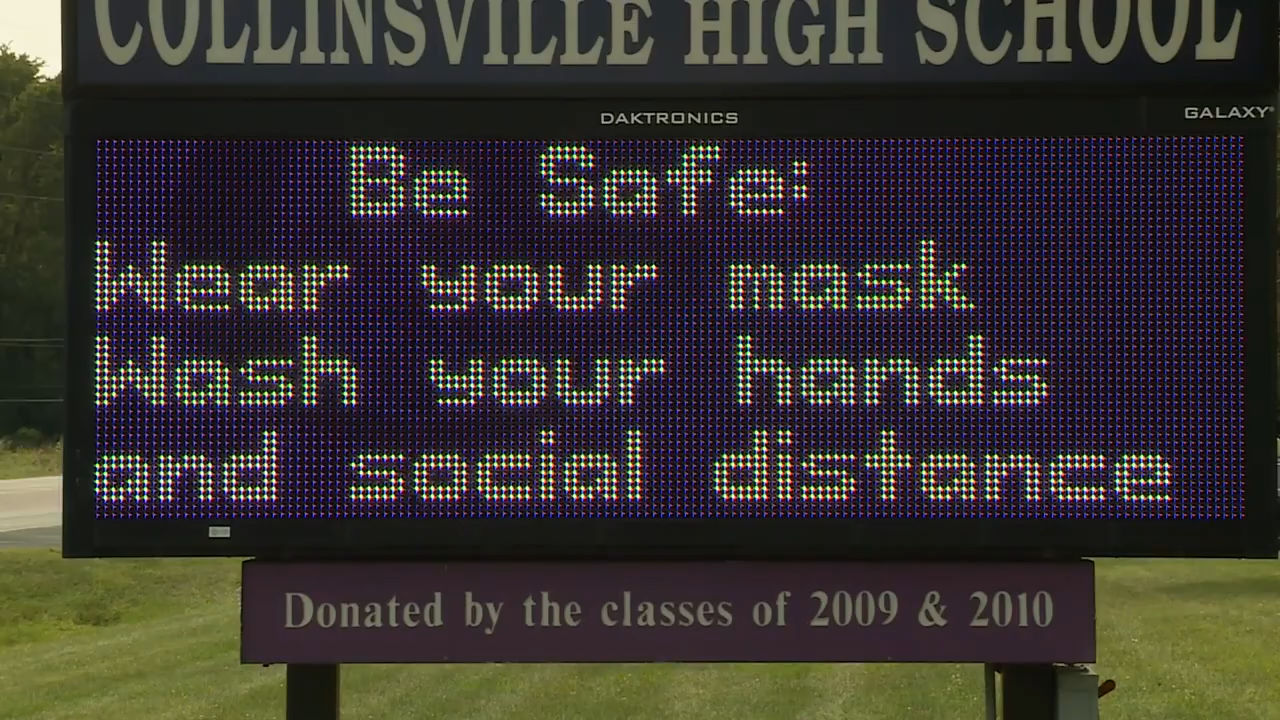 COLLINSVILLE HIGH SCHOOL
DAKTRONICS
GALAXY®
Be Safe:
Wear your mask
Wash your hands
and social distance
Donated by the classes of 2009 & 2010